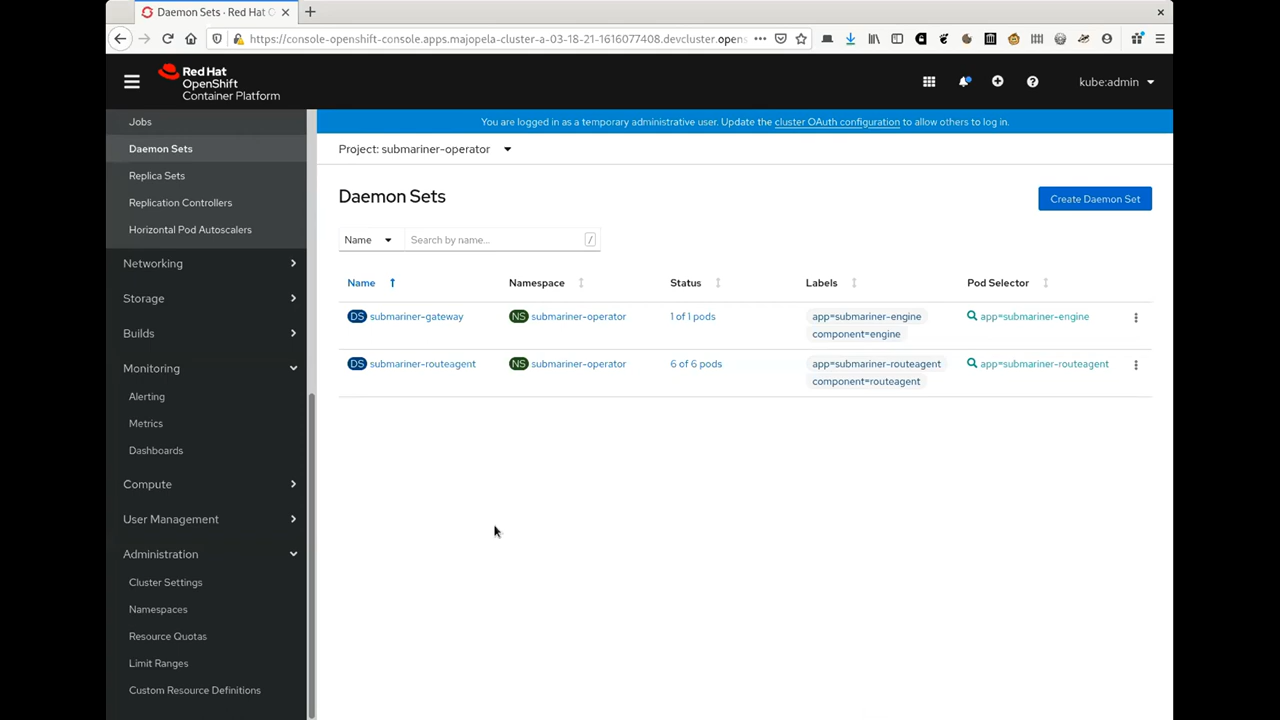 Daemon Sets · Red Hat O
https://console-openshift-console.apps.majopela-cluster-a-03-18-21-1616077408.devcluster.opens
Red Hat
OpenShift
Container Platform
kube:admin
You are logged in as a temporary administrative user. Update the cluster OAuth configuration to allow others to log in.
Jobs
Daemon Sets
Replica Sets
Replication Controllers
Horizontal Pod Autoscalers
Networking
Storage
Builds
Monitoring
Alerting
Metrics
Dashboards
Compute
User Management
Administration
Cluster Settings
Namespaces
Resource Quotas
Limit Ranges
Custom Resource Definitions
Project: submariner-operator
Daemon Sets
Create Daemon Set
Name
Search by name...
/
Name Namespace Status Labels Pod Selector
DS submariner-gateway NS submariner-operator 1 of 1 pods app=submariner-engine app=submariner-engine
component=engine
DS submariner-routeagent NS submariner-operator 6 of 6 pods app=submariner-routeagent app=submariner-routeagent
component=routeagent